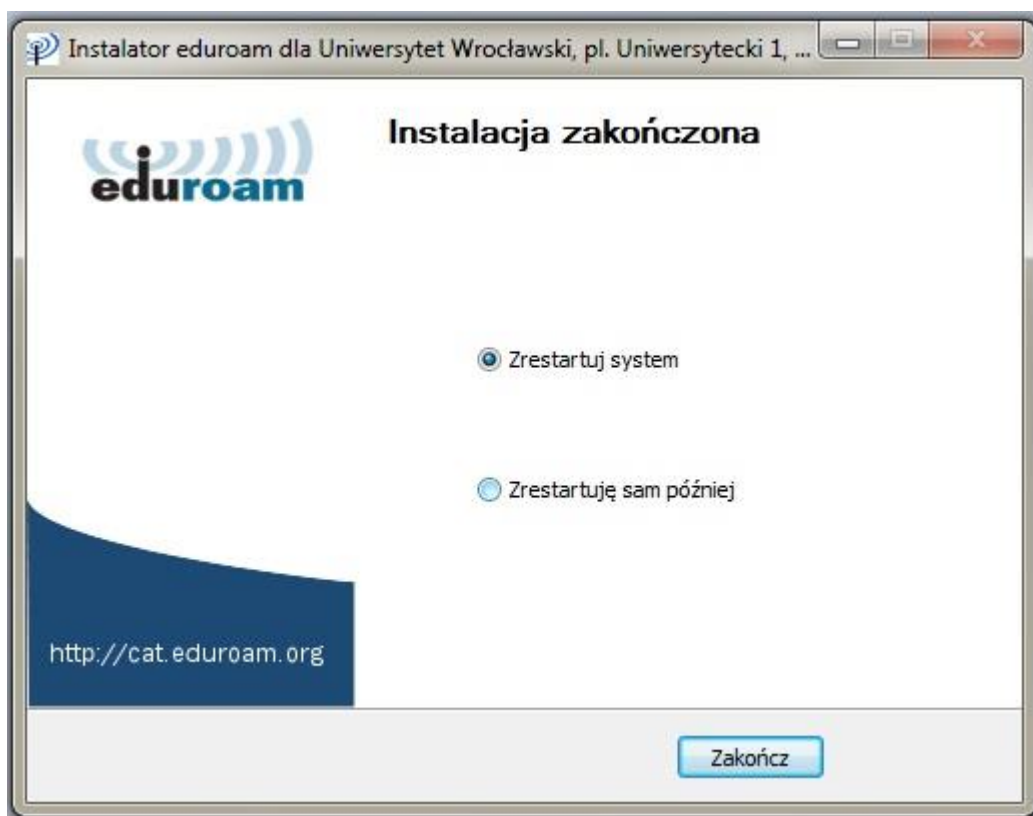 Instalator eduroam dla Uniwersytet Wrocławski, pl. Uniwersytecki 1, ...
eduroam
Instalacja zakończona
Zrestartuj system
Zrestartuję sam później
http://cat.eduroam.org
Zakończ